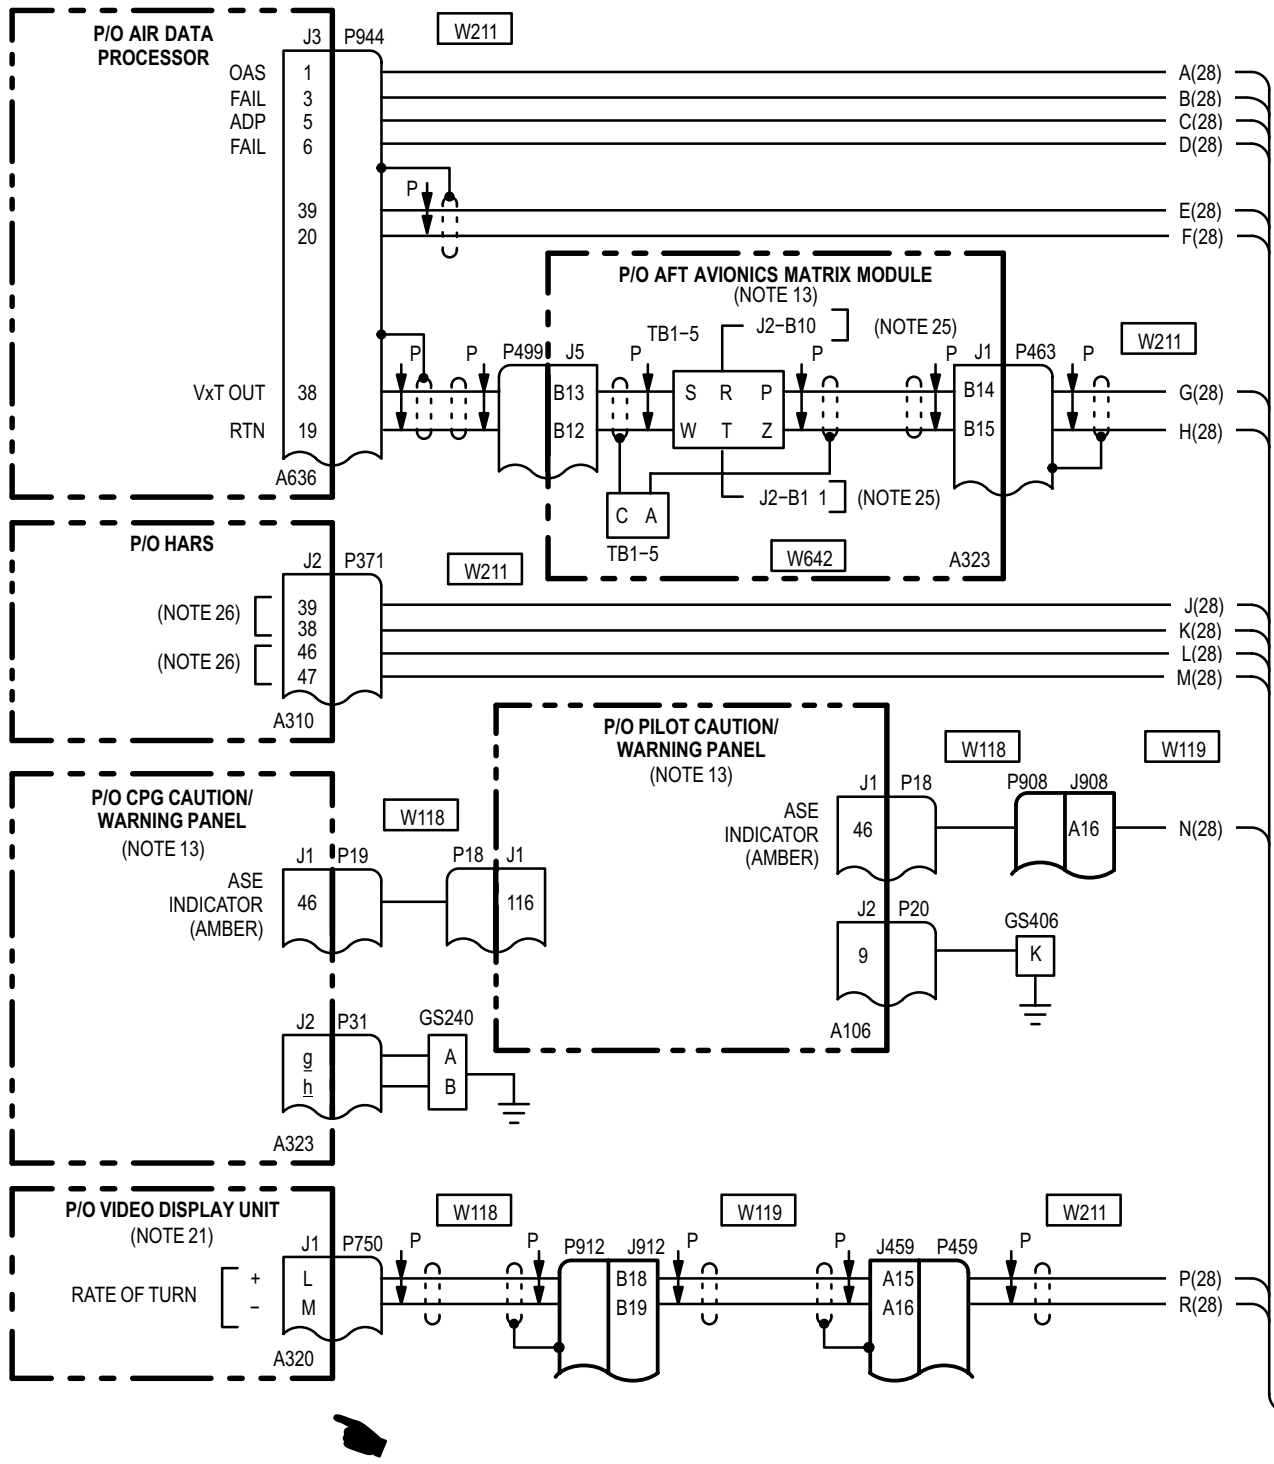 P/O AIR DATA
PROCESSOR
J3 P944
W211
OAS 1 A(28)
FAIL 3 B(28)
ADP 5 C(28)
FAIL 6 D(28)
P
39 E(28)
20 F(28)
P/O AFT AVIONICS MATRIX MODULE
(NOTE 13)
TB1−5 J2−B10 (NOTE 25)
W211
P P P499 J5 P P P J1 P463 P
VxT OUT 38 B13 S R P B14 G(28)
RTN 19 B12 W T Z B15 H(28)
A636
J2−B1 1 (NOTE 25)
C A
TB1−5
W642
A323
P/O HARS
J2 P371
W211
(NOTE 26)
39 J(28)
38 K(28)
(NOTE 26)
46 L(28)
47 M(28)
A310
P/O PILOT CAUTION/
WARNING PANEL
(NOTE 13)
W118
W119
J1 P18 P908 J908
ASE
INDICATOR
(AMBER)
46 A16 N(28)
P/O CPG CAUTION/
WARNING PANEL
(NOTE 13)
W118
J1 P19 P18 J1
ASE
INDICATOR
(AMBER)
46 116
J2 P20 GS406
9 K
A106
J2 P31 GS240
g A
h B
A323
P/O VIDEO DISPLAY UNIT
(NOTE 21)
W118
W119
W211
J1 P750 P P P912 J912 P P J459 P459 P
RATE OF TURN
+ L B18 A15 P(28)
− M B19 A16 R(28)
A320